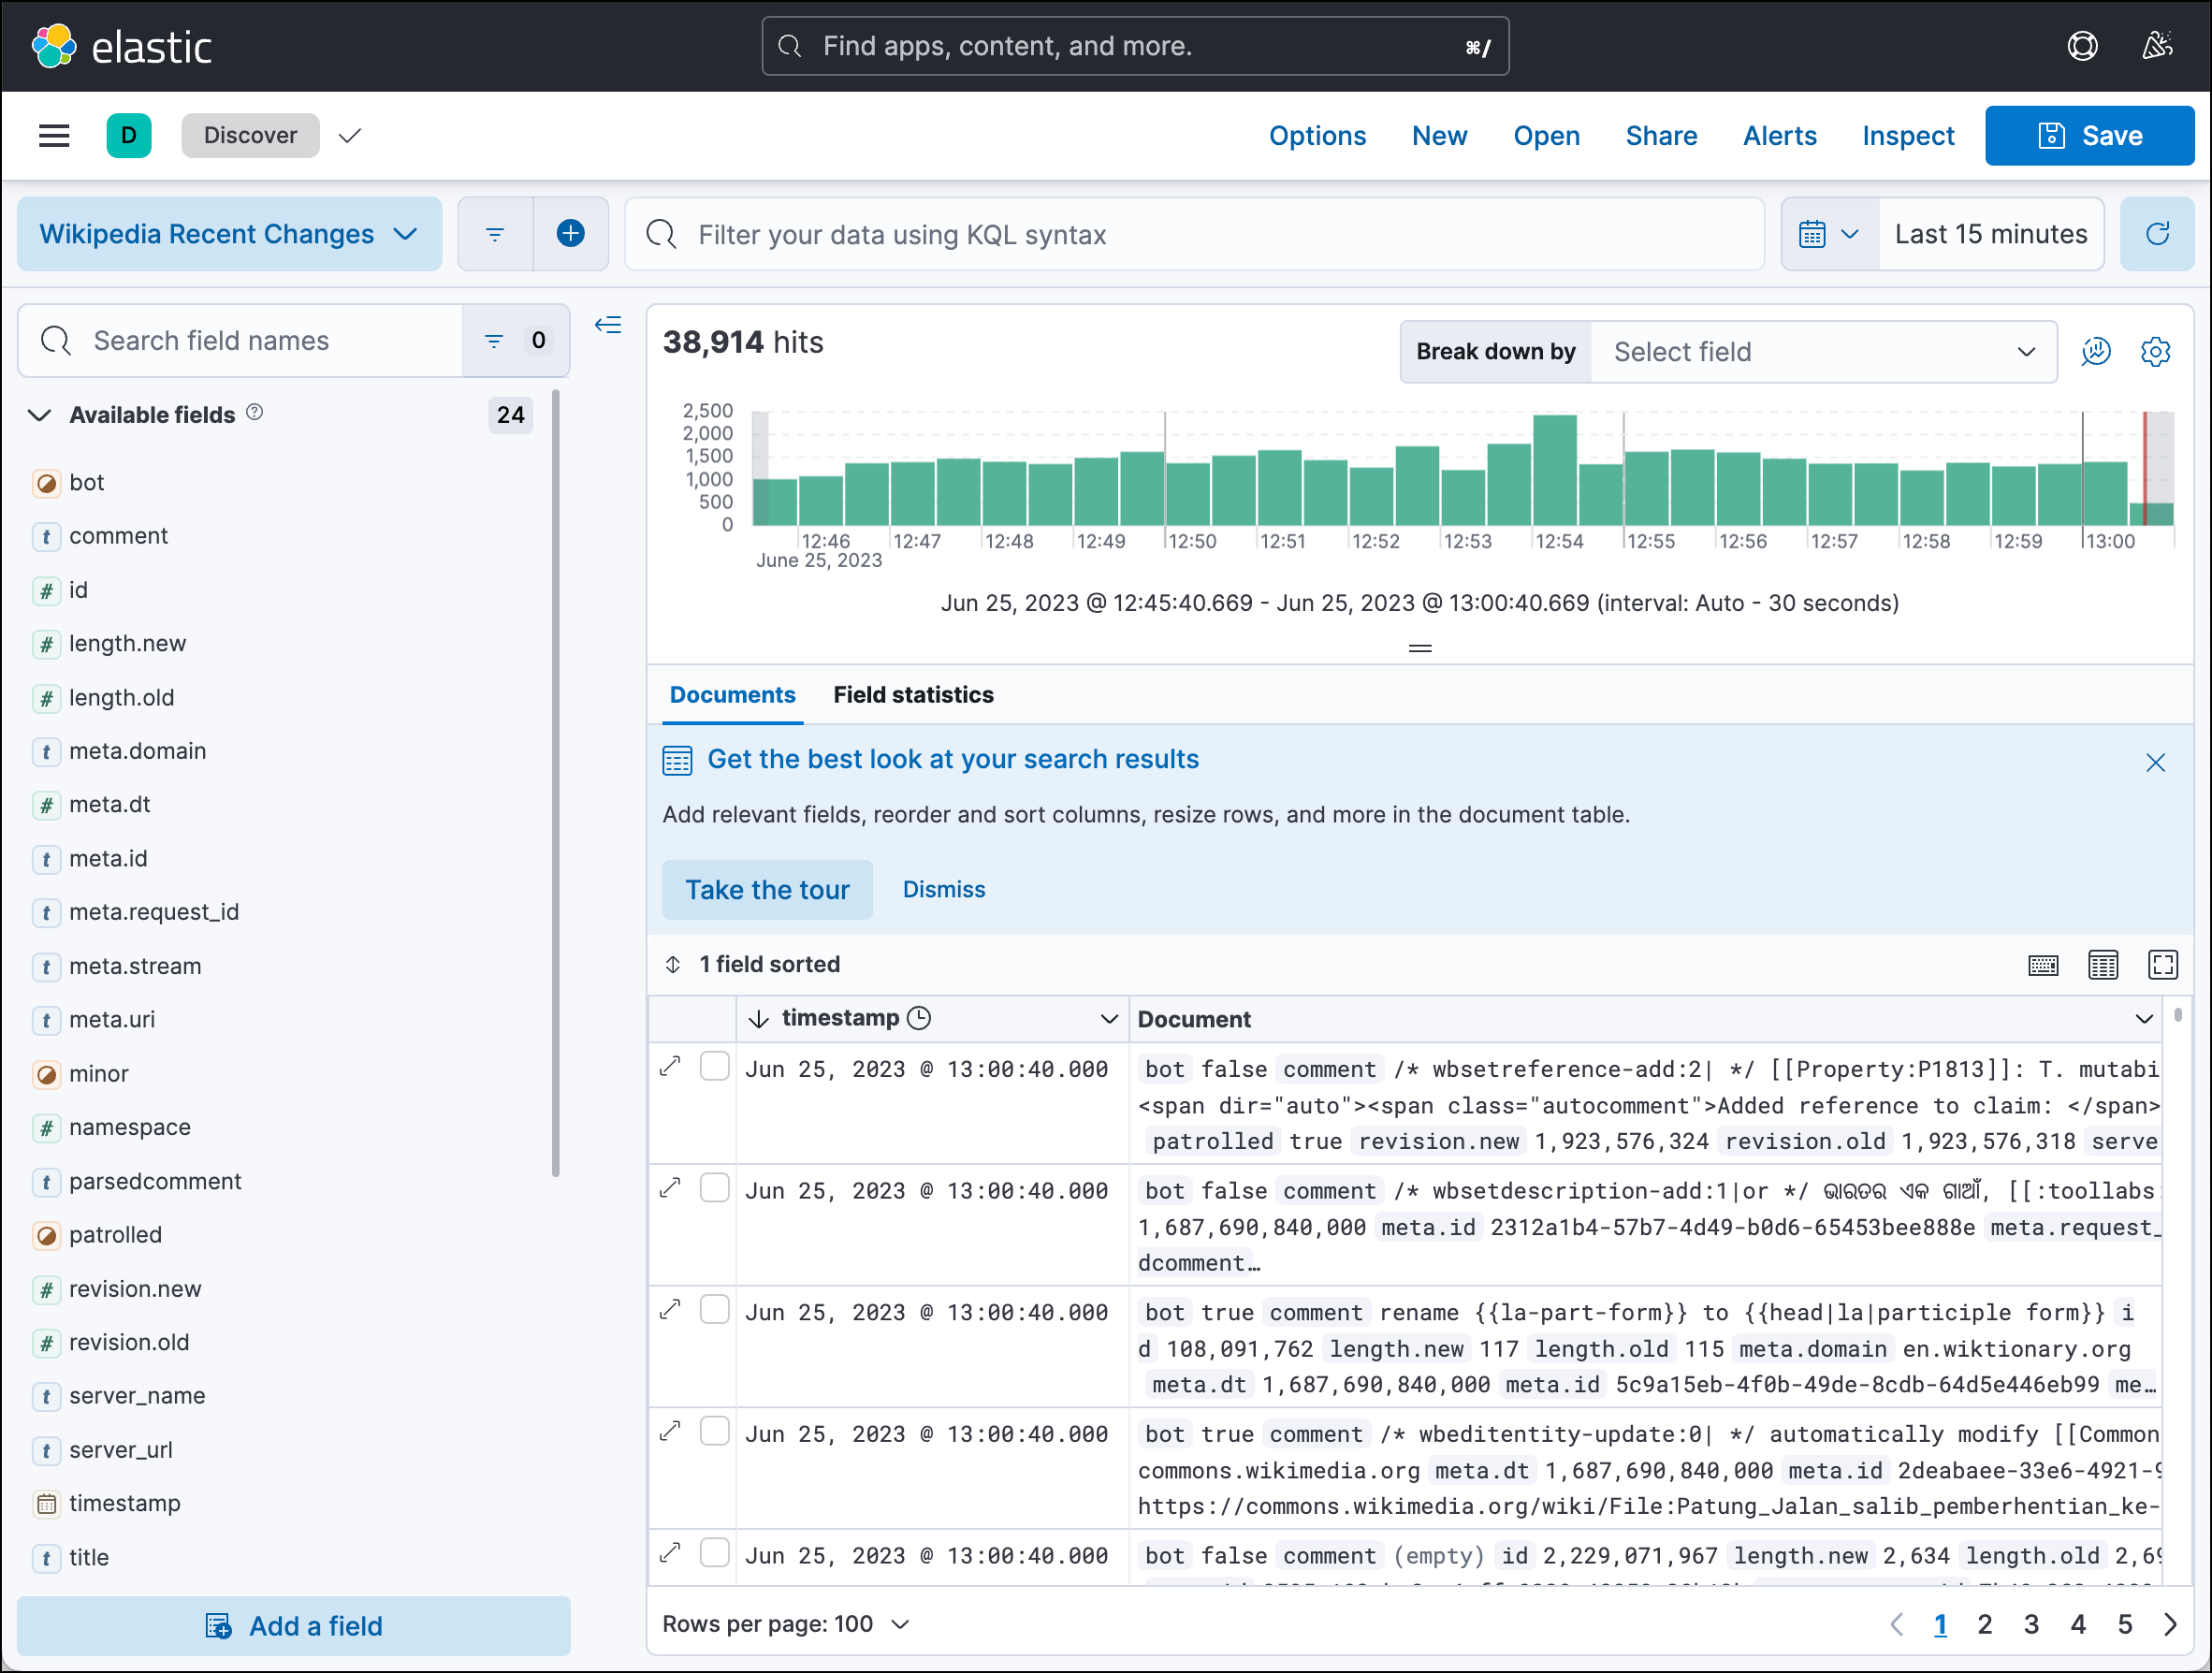 elastic
Find apps, content, and more.
⌘/
D
Discover
Options
New
Open
Share
Alerts
Inspect
Save
Wikipedia Recent Changes
Filter your data using KQL syntax
Last 15 minutes
Search field names
0
Available fields
24
bot
t comment
# id
# length.new
# length.old
t meta.domain
# meta.dt
t meta.id
t meta.request_id
t meta.stream
t meta.uri
minor
# namespace
t parsedcomment
patrolled
# revision.new
# revision.old
t server_name
t server_url
timestamp
t title
Add a field
38,914 hits
Break down by
Select field
2,500
2,000
1,500
1,000
500
0
12:46 12:47 12:48 12:49 12:50 12:51 12:52 12:53 12:54 12:55 12:56 12:57 12:58 12:59 13:00
June 25, 2023
Jun 25, 2023 @ 12:45:40.669 - Jun 25, 2023 @ 13:00:40.669 (interval: Auto - 30 seconds)
Documents
Field statistics
Get the best look at your search results
Add relevant fields, reorder and sort columns, resize rows, and more in the document table.
Take the tour
Dismiss
1 field sorted
timestamp
Document
Jun 25, 2023 @ 13:00:40.000
bot false comment /* wbsetreference-add:2| */ [[Property:P1813]]: T. mutabi
<span dir="auto"><span class="autocomment">Added reference to claim: </span>
patrolled true revision.new 1,923,576,324 revision.old 1,923,576,318 serve
Jun 25, 2023 @ 13:00:40.000
bot false comment /* wbsetdescription-add:1|or */ ଭାରତର ଏକ ଗାଆଁ, [[:toollabs:
1,687,690,840,000 meta.id 2312a1b4-57b7-4d49-b0d6-65453bee888e meta.request_
dcomment…
Jun 25, 2023 @ 13:00:40.000
bot true comment rename {{la-part-form}} to {{head|la|participle form}} i
d 108,091,762 length.new 117 length.old 115 meta.domain en.wiktionary.org
meta.dt 1,687,690,840,000 meta.id 5c9a15eb-4f0b-49de-8cdb-64d5e446eb99 me…
Jun 25, 2023 @ 13:00:40.000
bot true comment /* wbeditentity-update:0| */ automatically modify [[Common
commons.wikimedia.org meta.dt 1,687,690,840,000 meta.id 2deabaee-33e6-4921-9
https://commons.wikimedia.org/wiki/File:Patung_Jalan_salib_pemberhentian_ke-
Jun 25, 2023 @ 13:00:40.000
bot false comment (empty) id 2,229,071,967 length.new 2,634 length.old 2,69
Rows per page: 100
1 2 3 4 5